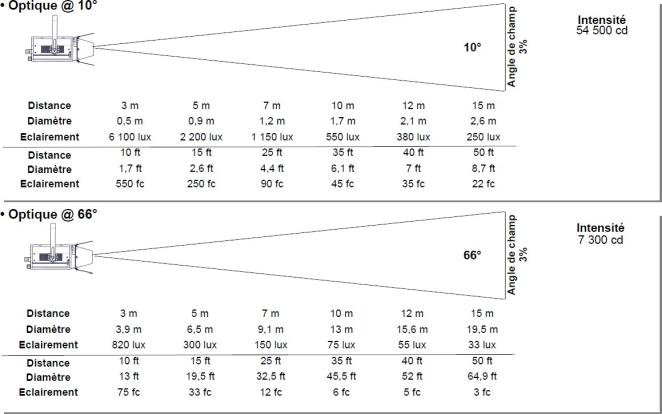 • Optique @ 10°
10°
Angle de champ
3%
Intensité
54 500 cd
Distance 3 m 5 m 7 m 10 m 12 m 15 m
Diamètre 0,5 m 0,9 m 1,2 m 1,7 m 2,1 m 2,6 m
Eclairement 6 100 lux 2 200 lux 1 150 lux 550 lux 380 lux 250 lux
Distance 10 ft 15 ft 25 ft 35 ft 40 ft 50 ft
Diamètre 1,7 ft 2,6 ft 4,4 ft 6,1 ft 7 ft 8,7 ft
Eclairement 550 fc 250 fc 90 fc 45 fc 35 fc 22 fc
• Optique @ 66°
66°
Angle de champ
3%
Intensité
7 300 cd
Distance 3 m 5 m 7 m 10 m 12 m 15 m
Diamètre 3,9 m 6,5 m 9,1 m 13 m 15,6 m 19,5 m
Eclairement 820 lux 300 lux 150 lux 75 lux 55 lux 33 lux
Distance 10 ft 15 ft 25 ft 35 ft 40 ft 50 ft
Diamètre 13 ft 19,5 ft 32,5 ft 45,5 ft 52 ft 64,9 ft
Eclairement 75 fc 33 fc 12 fc 6 fc 5 fc 3 fc